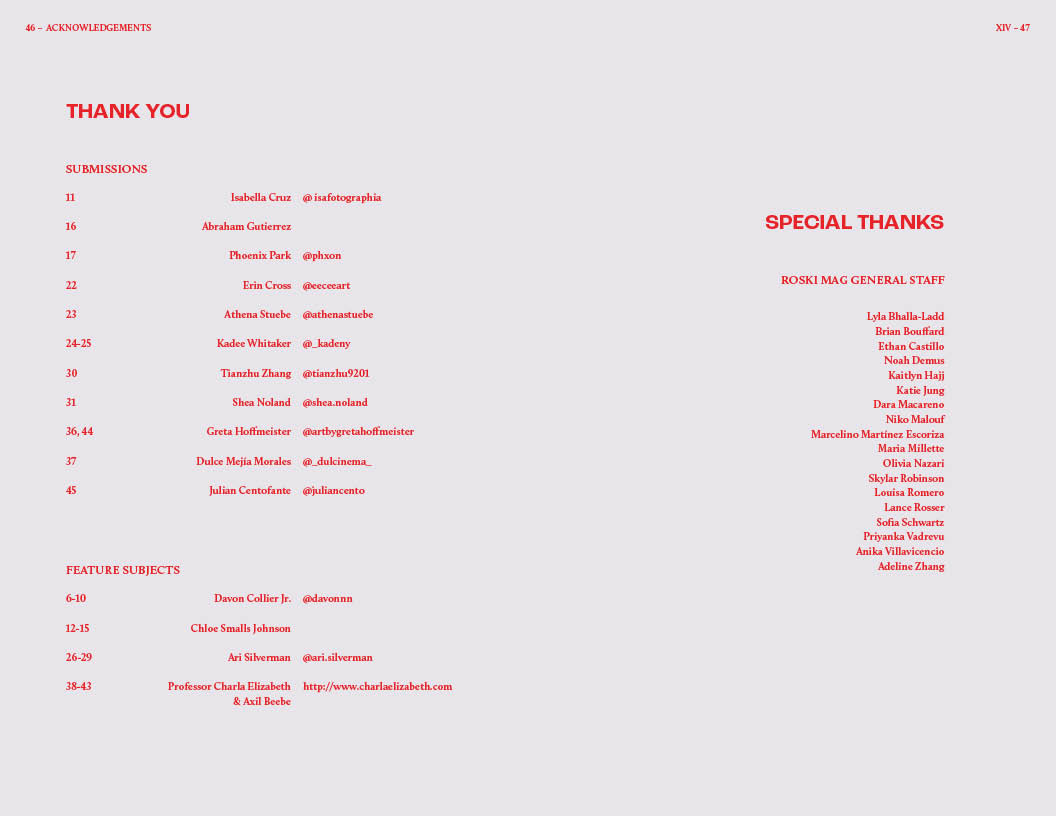 46 – ACKNOWLEDGEMENTS
THANK YOU
SUBMISSIONS
11 Isabella Cruz @ isafotographia
16 Abraham Gutierrez
17 Phoenix Park @phxon
22 Erin Cross @eeceeart
23 Athena Stuebe @athenastuebe
24-25 Kadee Whitaker @_kadeny
30 Tianzhu Zhang @tianzhu9201
31 Shea Noland @shea.noland
36, 44 Greta Hoffmeister @artbygretahoffmeister
37 Dulce Mejía Morales @_dulcinema_
45 Julian Centofante @juliancento
FEATURE SUBJECTS
6-10 Davon Collier Jr. @davonnn
12-15 Chloe Smalls Johnson
26-29 Ari Silverman @ari.silverman
38-43 Professor Charla Elizabeth http://www.charlaelizabeth.com
& Axil Beebe
XIV – 47
SPECIAL THANKS
ROSKI MAG GENERAL STAFF
Lyla Bhalla-Ladd
Brian Bouffard
Ethan Castillo
Noah Demus
Kaitlyn Hajj
Katie Jung
Dara Macareno
Niko Malouf
Marcelino Martínez Escoriza
Maria Millette
Olivia Nazari
Skylar Robinson
Louisa Romero
Lance Rosser
Sofia Schwartz
Priyanka Vadrevu
Anika Villavicencio
Adeline Zhang